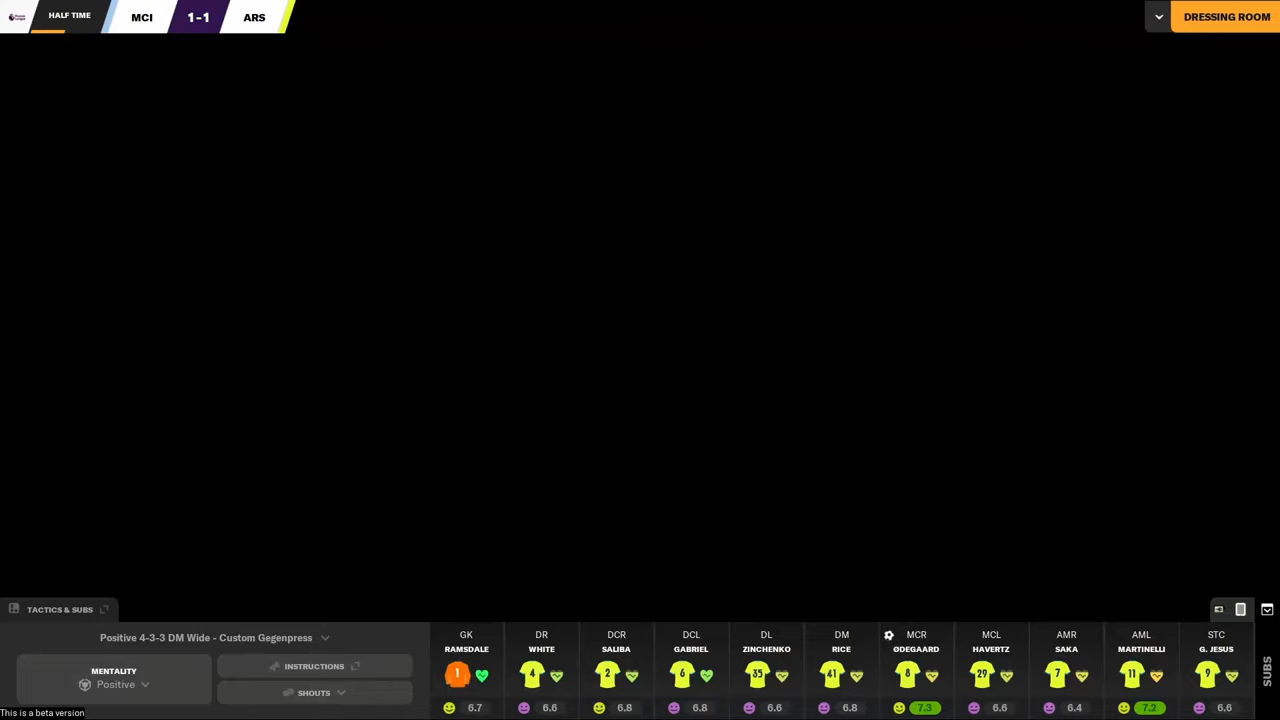 HALF TIME MCI 1-1 ARS DRESSING ROOM
TACTICS & SUBS
Positive 4-3-3 DM Wide - Custom Gegenpress
MENTALITY
Positive
INSTRUCTIONS
SHOUTS
GK DR DCR DCL DL DM MCR MCL AMR AML STC
RAMSDALE WHITE SALIBA GABRIEL ZINCHENKO RICE ØDEGAARD HAVERTZ SAKA MARTINELLI G. JESUS
1 4 2 6 35 41 8 29 7 11 9
6.7 6.6 6.8 6.8 6.6 6.8 7.3 6.6 6.4 7.2 6.6
SUBS
This is a beta version